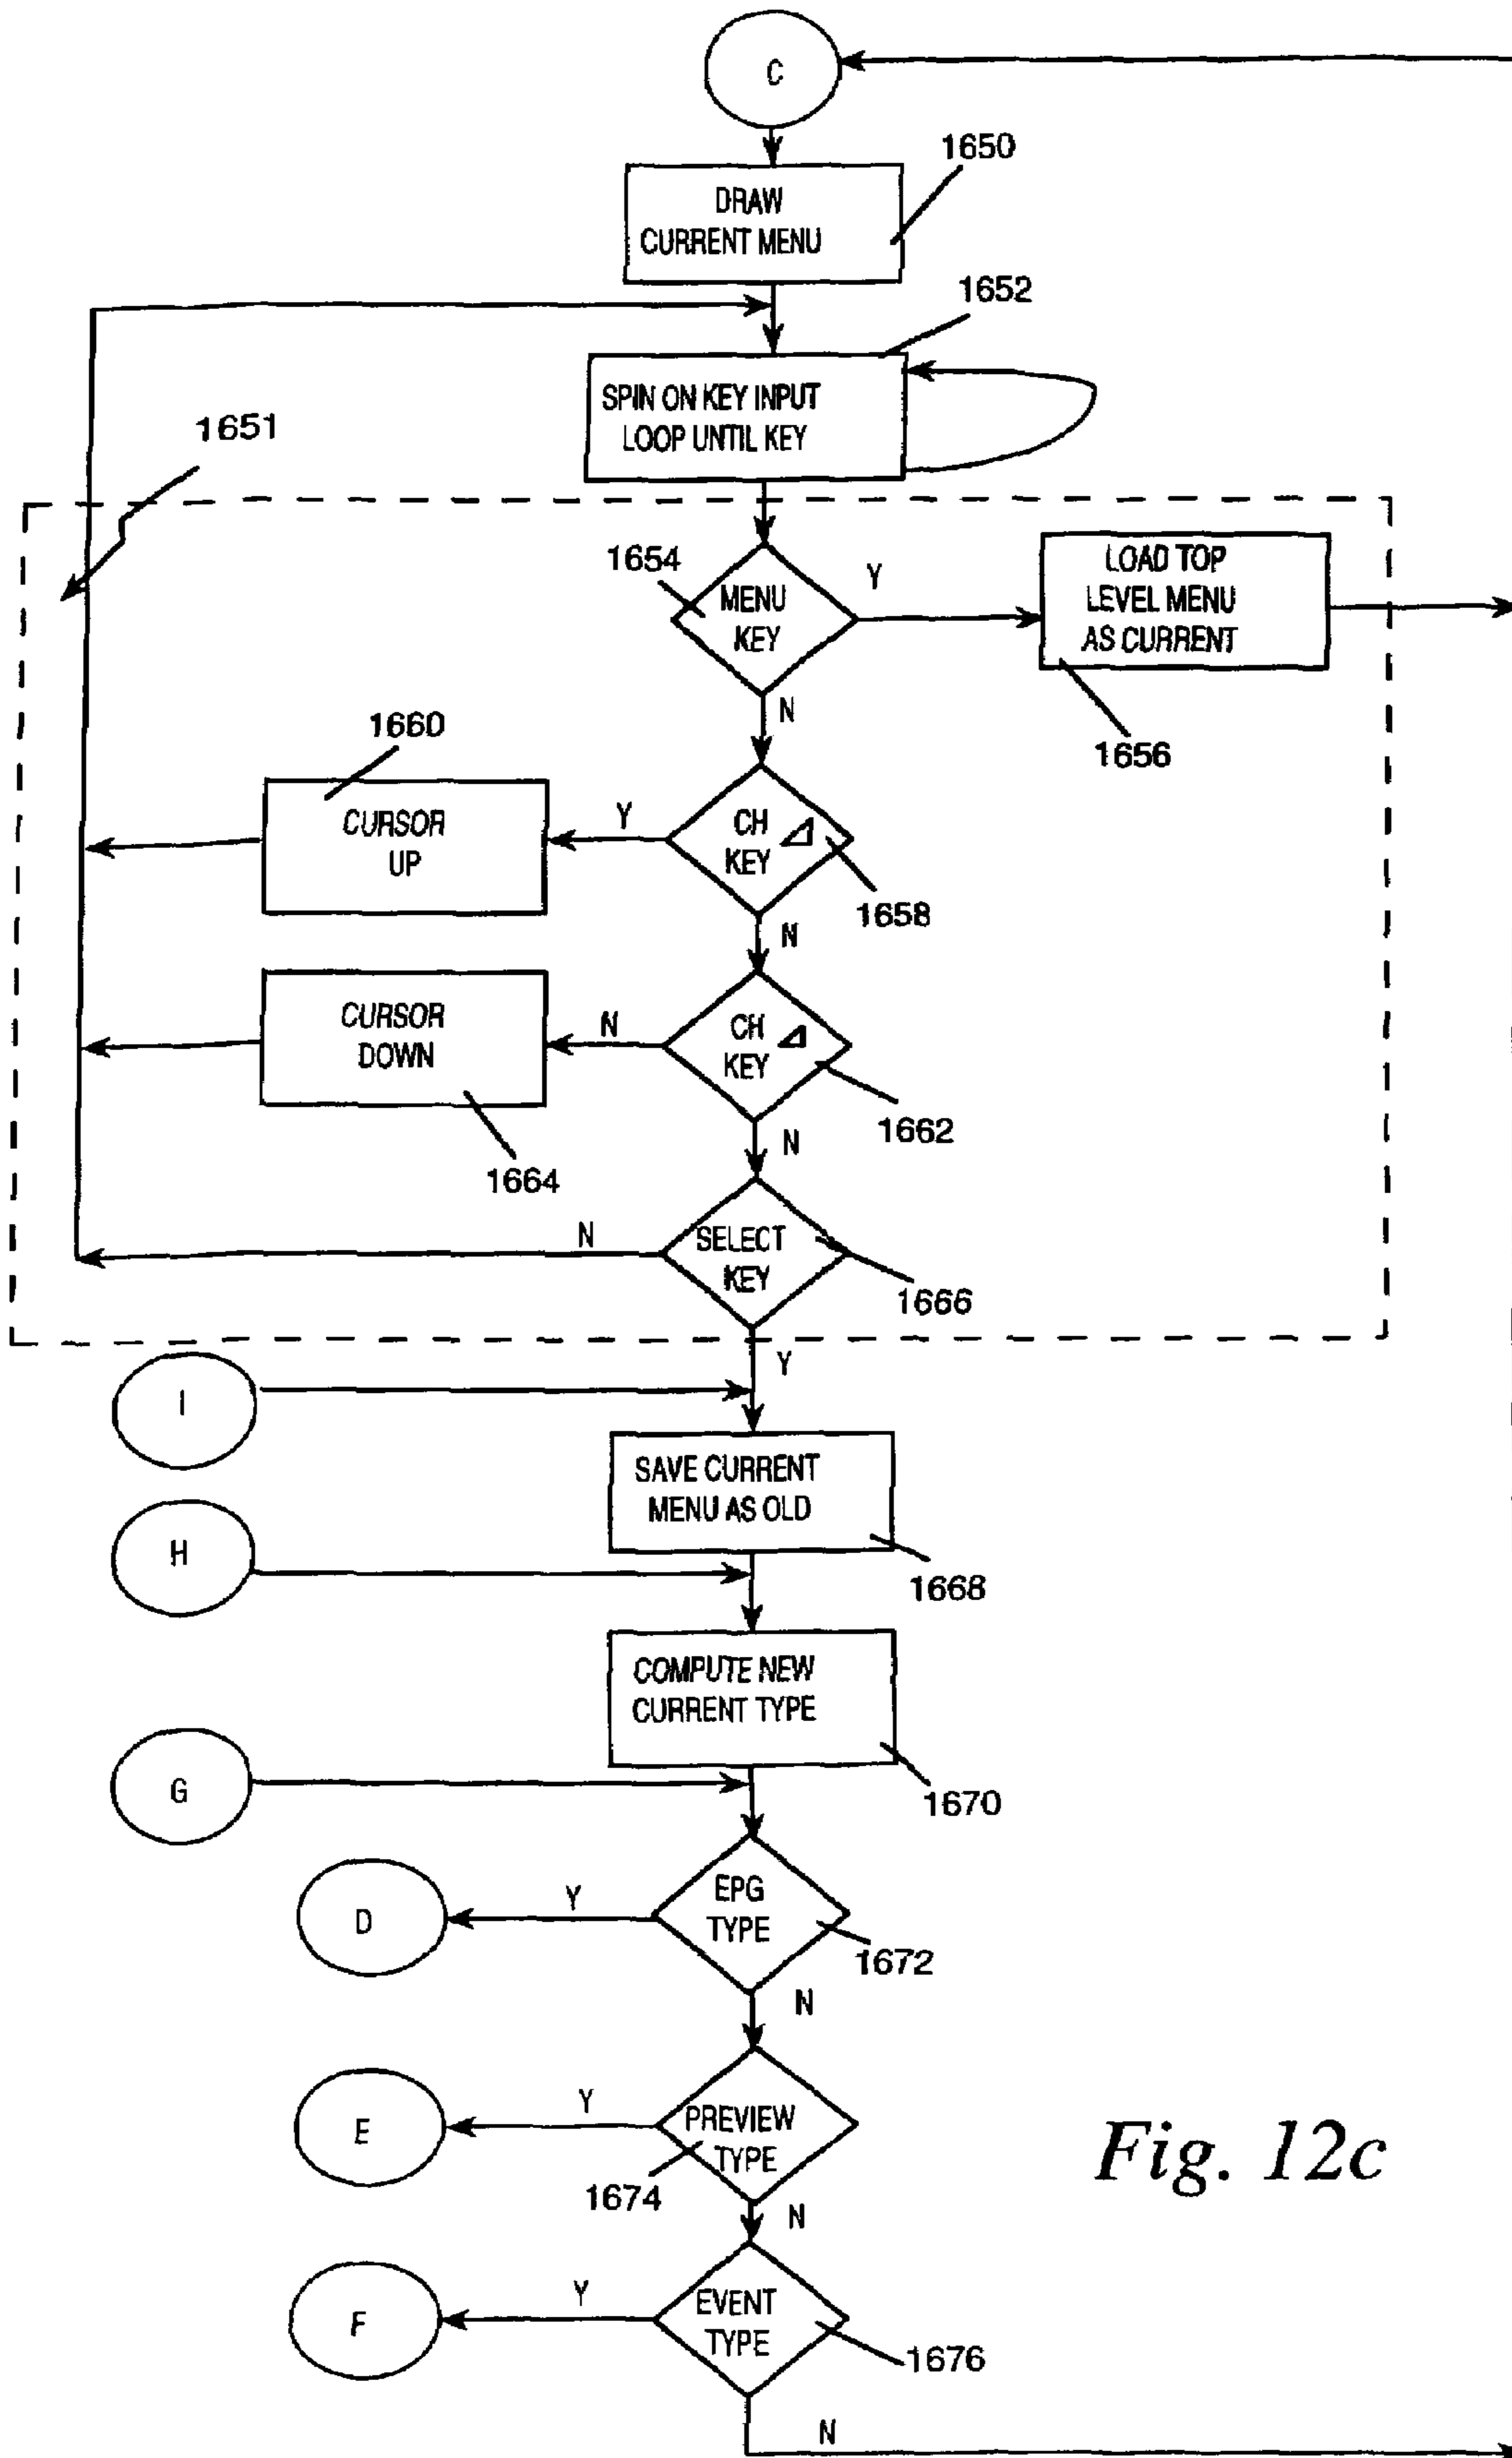 C
1650
DRAW
CURRENT MENU
1652
SPIN ON KEY INPUT
LOOP UNTIL KEY
1651
1654
MENU
KEY
Y
LOAD TOP
LEVEL MENU
AS CURRENT
1656
N
1660
CURSOR
UP
Y
CH
KEY
1658
N
CURSOR
DOWN
N
CH
KEY
1662
1664
N
N
SELECT
KEY
1666
Y
I
SAVE CURRENT
MENU AS OLD
1668
H
COMPUTE NEW
CURRENT TYPE
1670
G
D
Y
EPG
TYPE
1672
N
E
Y
PREVIEW
TYPE
1674
N
Fig. 12c
F
Y
EVENT
TYPE
1676
N